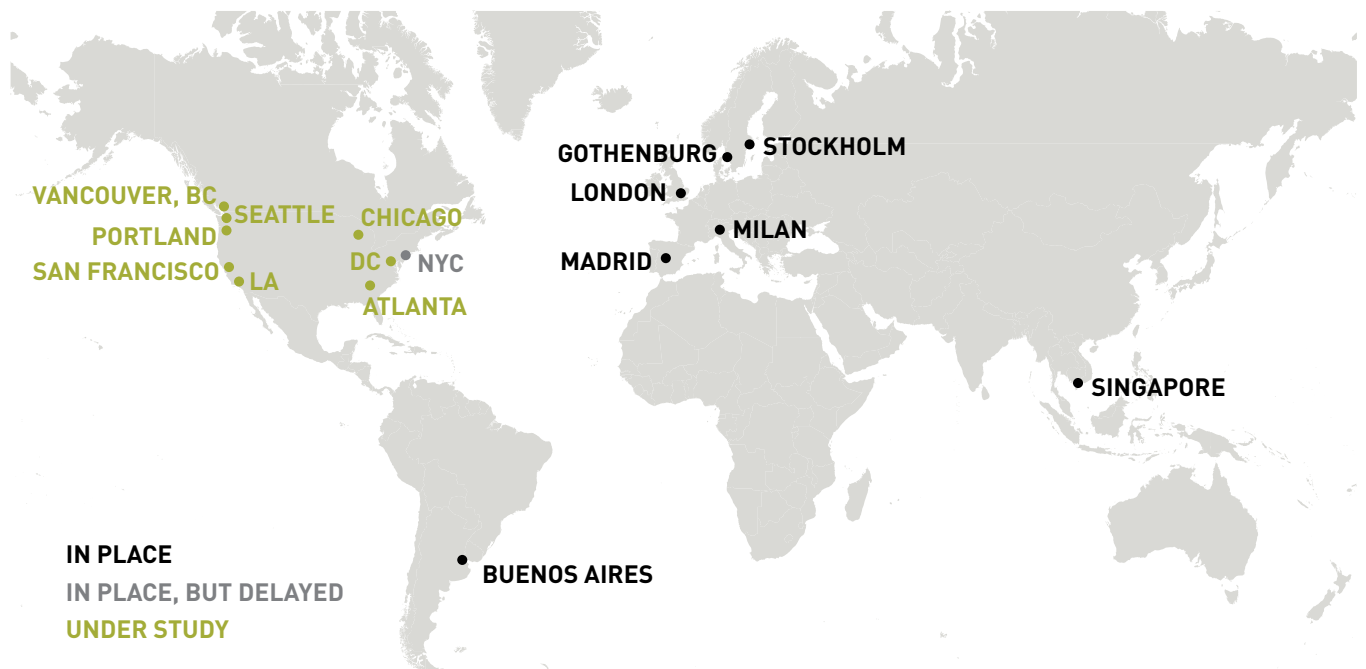 GOTHENBURG
STOCKHOLM
LONDON
VANCOUVER, BC
SEATTLE
CHICAGO
PORTLAND
MILAN
DC
NYC
MADRID
SAN FRANCISCO
LA
ATLANTA
SINGAPORE
IN PLACE
BUENOS AIRES
IN PLACE, BUT DELAYED
UNDER STUDY